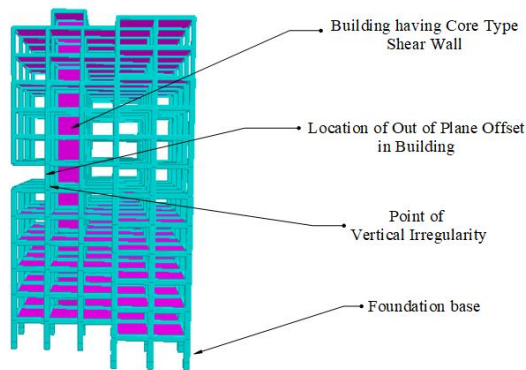 Building having Core Type
Shear Wall
Location of Out of Plane Offset
in Building
Point of
Vertical Irregularity
Foundation base